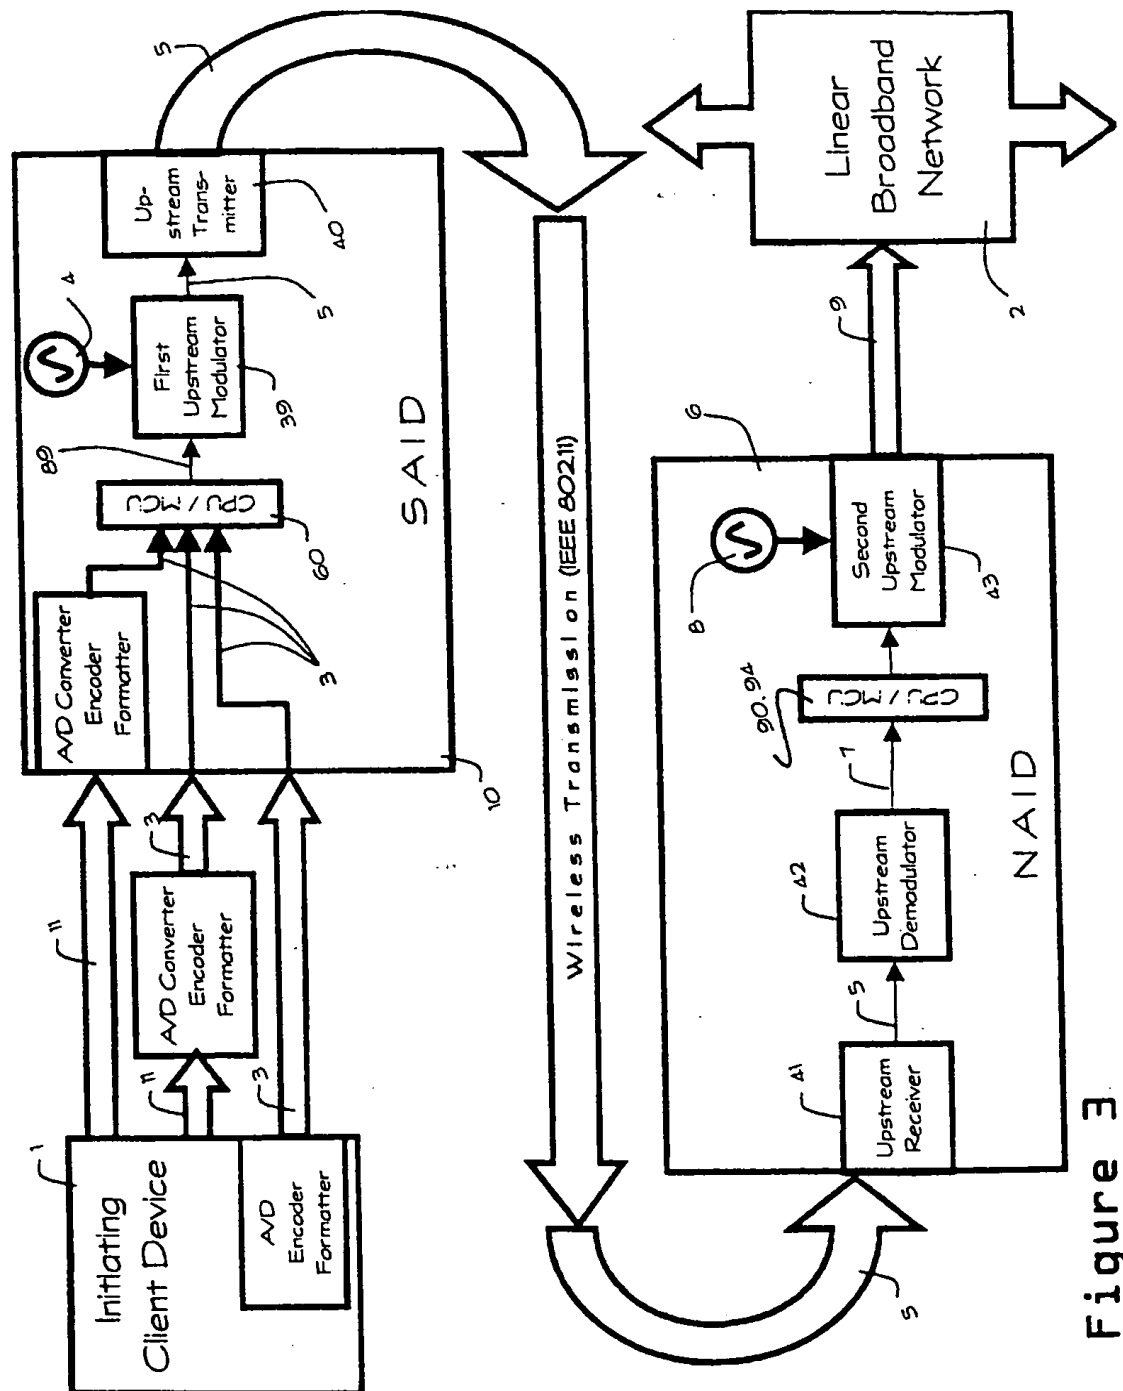 Initiating
Client Device
1
A/D
Encoder
Formatter
11
11
3
A/D Converter
Encoder
Formatter
3
A/D Converter
Encoder
Formatter
3
10
CPU / MCU
60
89
First
Upstream
Modulator
39
4
5
Up-
stream
Trans-
mitter
40
SAID
5
Wireless Transmission (IEEE 802.11)
5
Upstream
Receiver
41
5
Upstream
Demodulator
42
7
CPU / MCU
90.94
Second
Upstream
Modulator
43
8
6
NAID
9
Linear
Broadband
Network
2
Figure 3